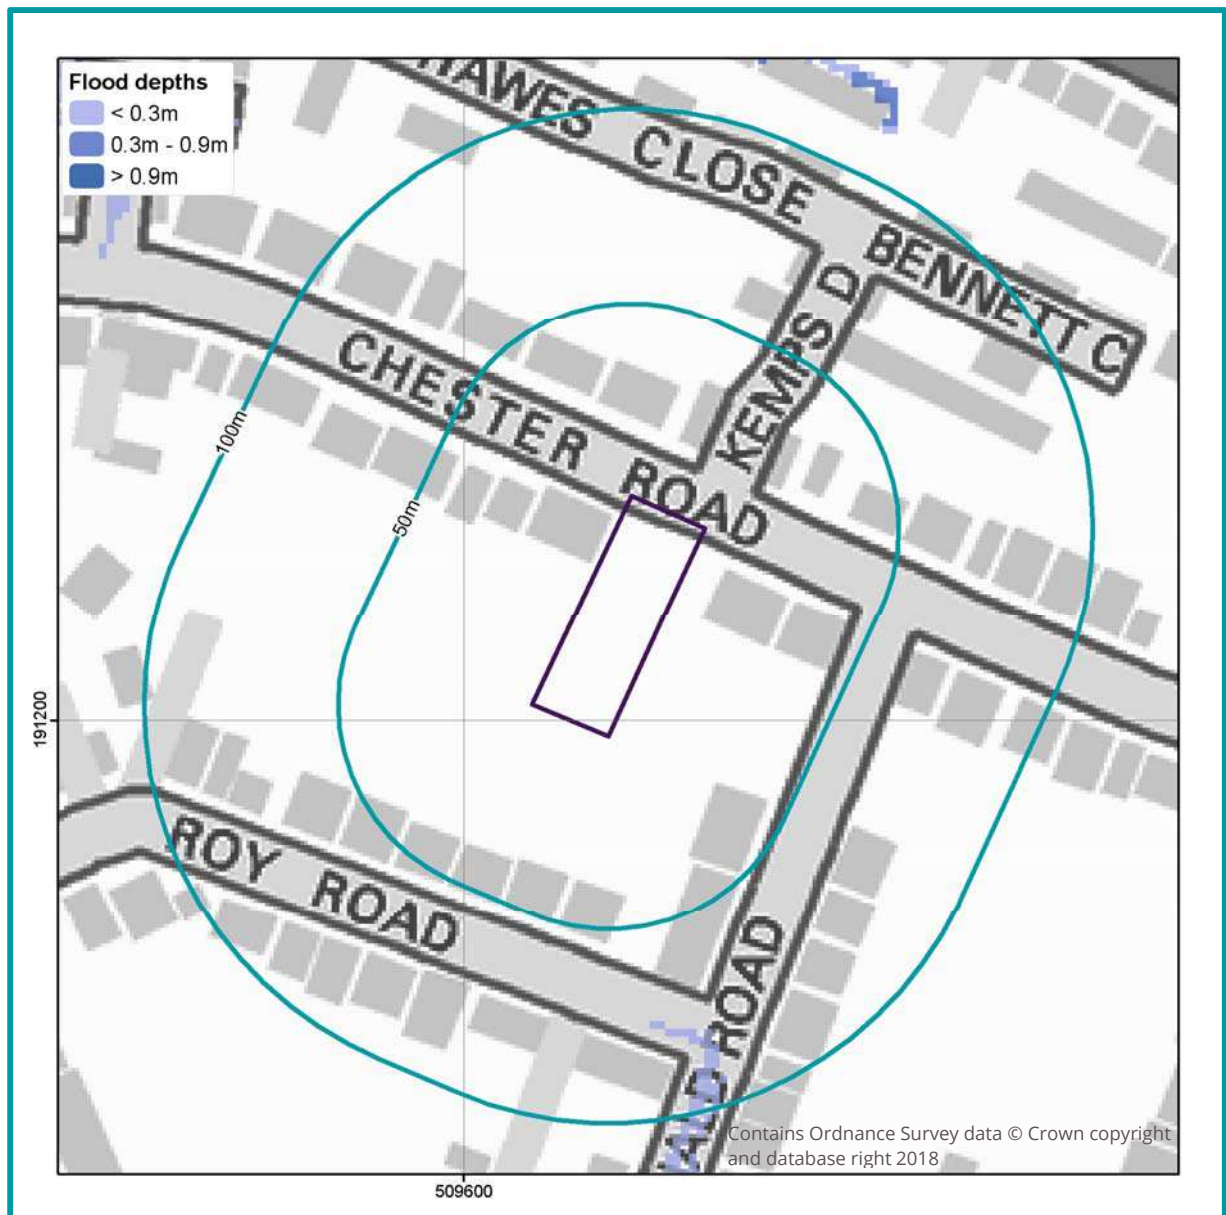 Flood depths
< 0.3m
0.3m - 0.9m
> 0.9m
HAWES CLOSE
BENNETT C
KEMPS D
CHESTER ROAD
100m
50m
191200
ROY ROAD
ROAD
Contains Ordnance Survey data © Crown copyright
and database right 2018
509600